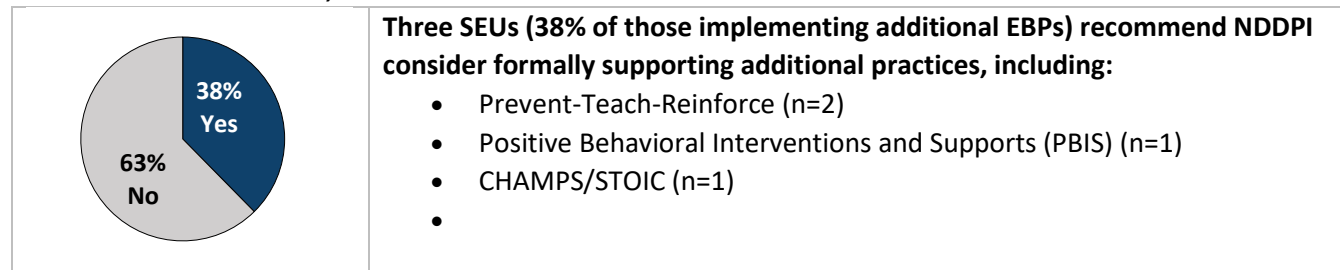 38%
Yes
63%
No
Three SEUs (38% of those implementing additional EBPs) recommend NDDPI
consider formally supporting additional practices, including:
• Prevent-Teach-Reinforce (n=2)
• Positive Behavioral Interventions and Supports (PBIS) (n=1)
• CHAMPS/STOIC (n=1)
•